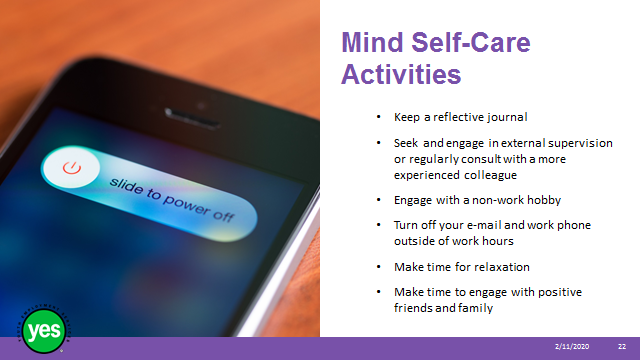 Mind Self-Care
Activities
• Keep a reflective journal
• Seek and engage in external supervision
or regularly consult with a more
experienced colleague
• Engage with a non-work hobby
• Turn off your e-mail and work phone
outside of work hours
• Make time for relaxation
• Make time to engage with positive
friends and family
slide to power off
yes
2/11/2020
22